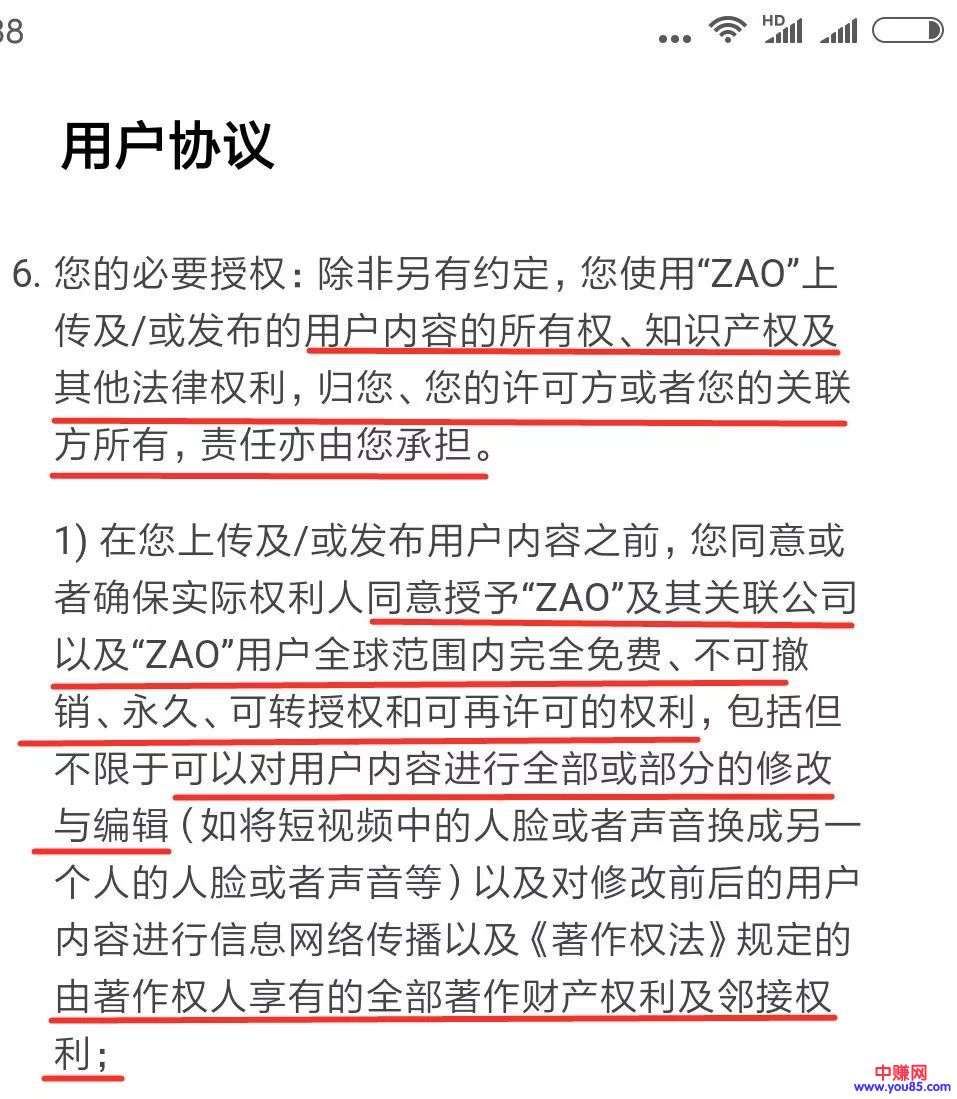 38
HD
用户协议
6. 您的必要授权：除非另有约定，您使用“ZAO”上
传及/或发布的用户内容的所有权、知识产权及
其他法律权利，归您、您的许可方或者您的关联
方所有，责任亦由您承担。
1) 在您上传及/或发布用户内容之前，您同意或
者确保实际权利人同意授予“ZAO”及其关联公司
以及“ZAO”用户全球范围内完全免费、不可撤
销、永久、可转授权和可再许可的权利，包括但
不限于可以对用户内容进行全部或部分的修改
与编辑（如将短视频中的人脸或者声音换成另一
个人的人脸或者声音等）以及对修改前后的用户
内容进行信息网络传播以及《著作权法》规定的
由著作权人享有的全部著作财产权利及邻接权
利；
中赚网
www.you85.com